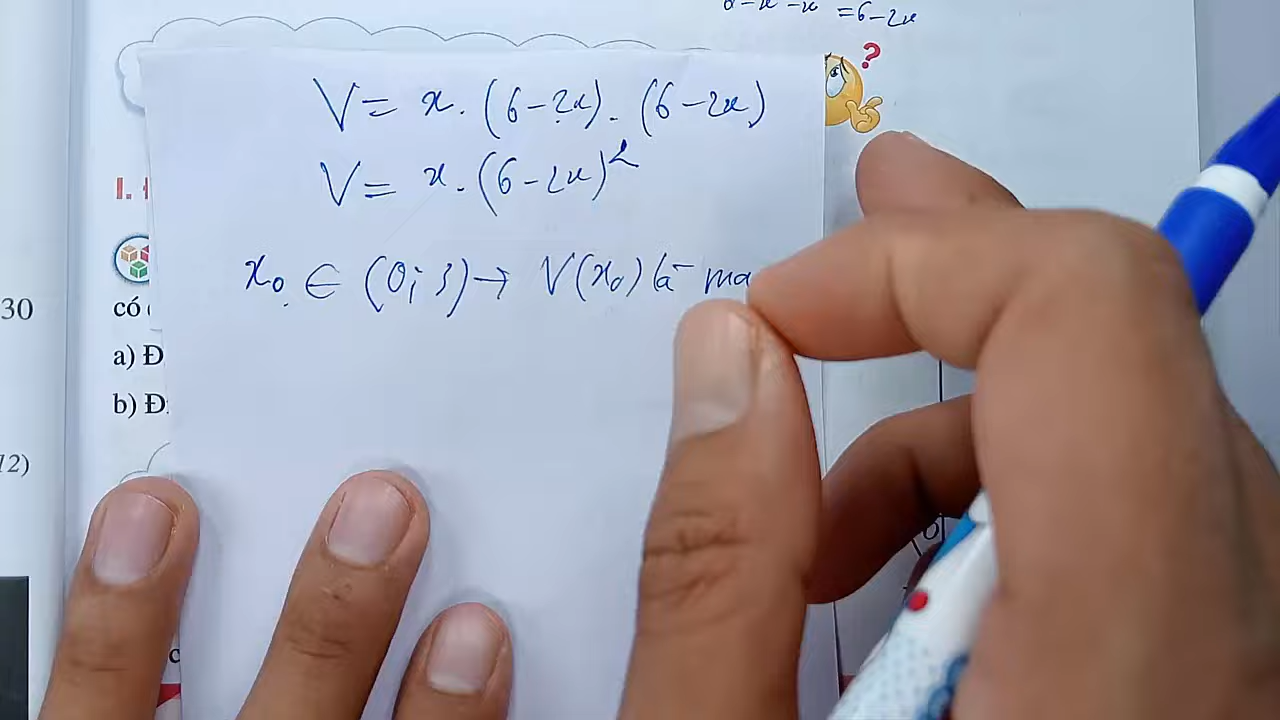 6-x-x = 6-2x
?
V = x. (6-2x). (6-2x)
V = x. (6-2x)²
I.
x₀ ∈ (0; 3) → V(x₀) là ma
30
có
a) Đ
b) Đ
12)
O
c